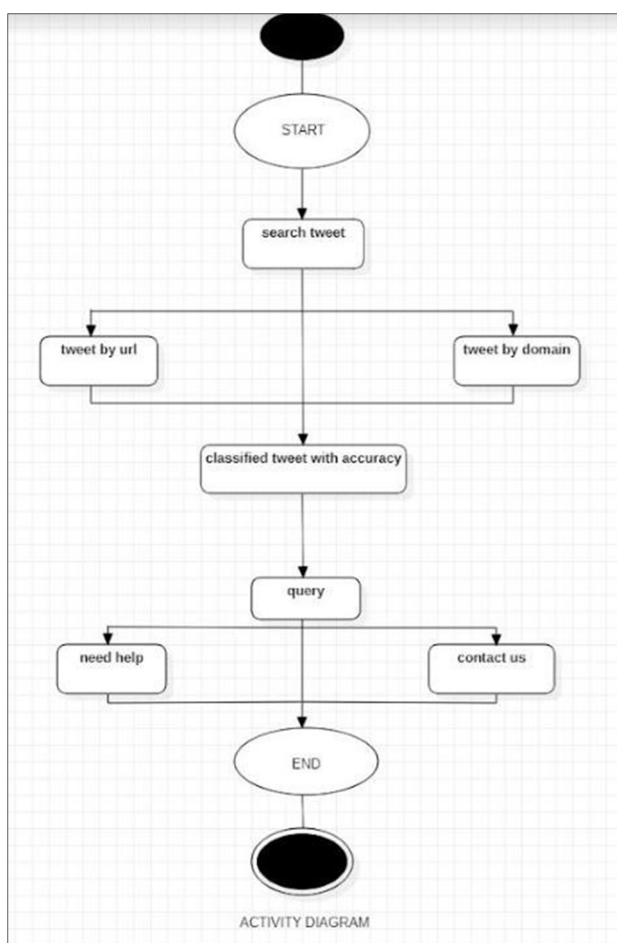 START
search tweet
tweet by url
tweet by domain
classified tweet with accuracy
query
need help
contact us
END
ACTIVITY DIAGRAM